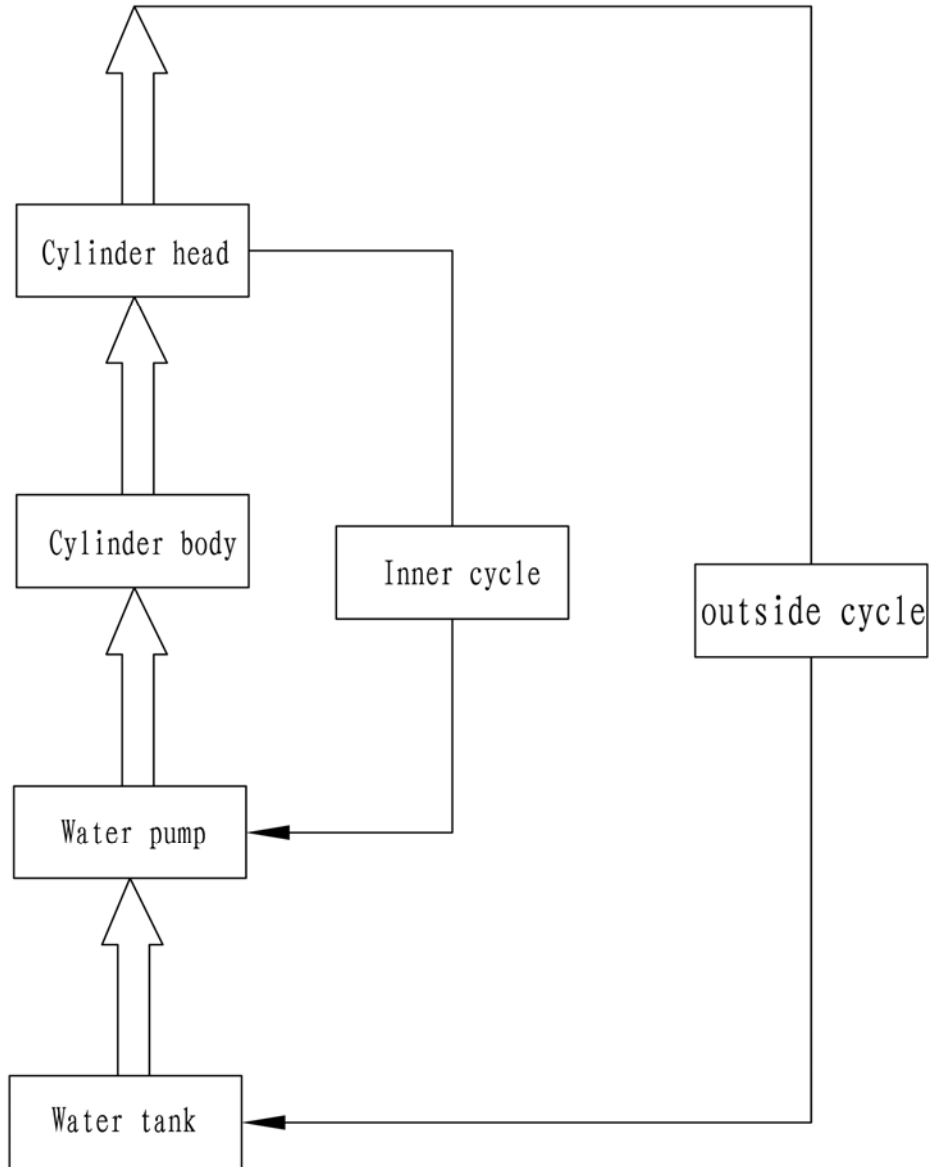 Cylinder head
Cylinder body
Inner cycle
outside cycle
Water pump
Water tank